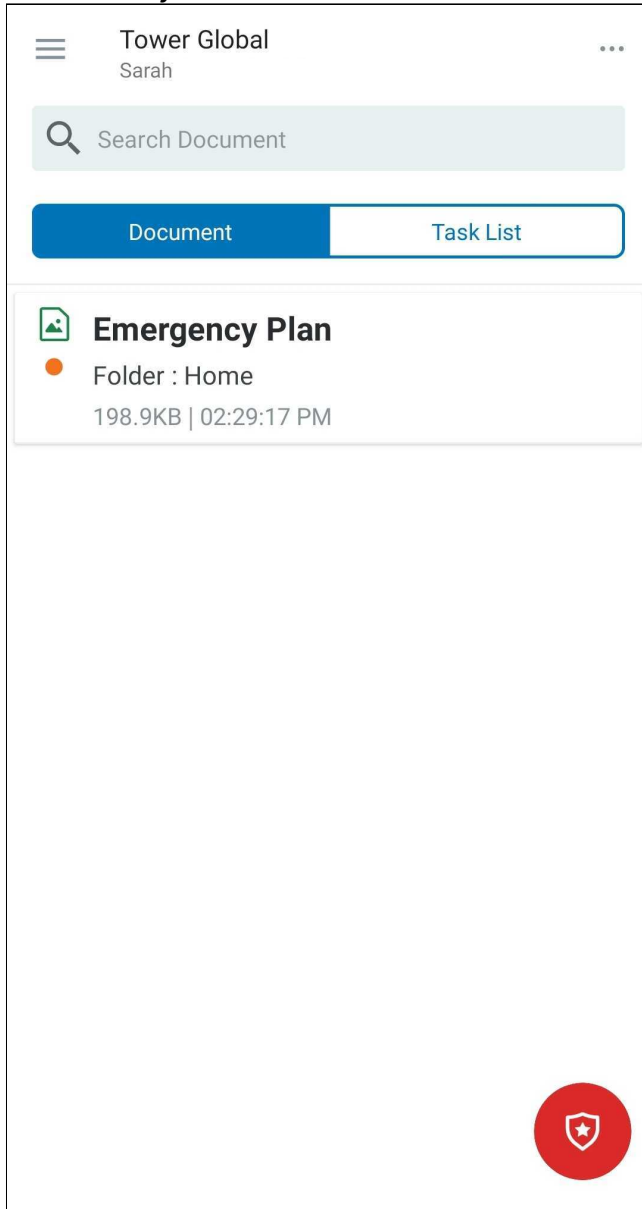 Tower Global
Sarah
Search Document
Document Task List
Emergency Plan
Folder : Home
198.9KB | 02:29:17 PM